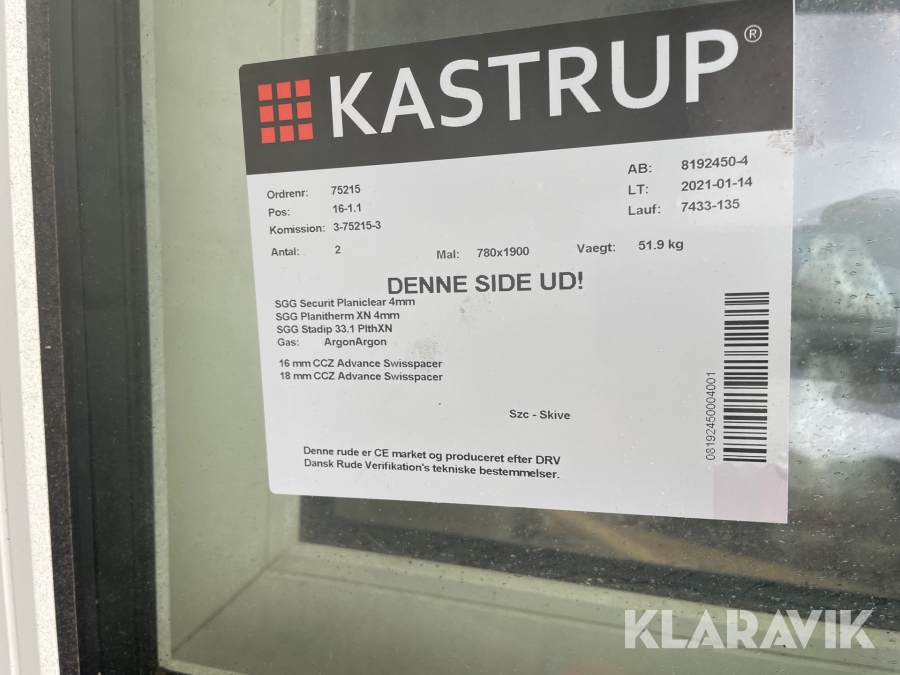 KASTRUP®
Ordrenr: 75215
AB: 8192450-4
Pos: 16-1.1
LT: 2021-01-14
Komission: 3-75215-3
Lauf: 7433-135
Antal: 2 Mal: 780x1900 Vaegt: 51.9 kg
DENNE SIDE UD!
SGG Securit Planiclear 4mm
SGG Planitherm XN 4mm
SGG Stadip 33.1 PlthXN
Gas: ArgonArgon
16 mm CCZ Advance Swisspacer
18 mm CCZ Advance Swisspacer
Szc - Skive
Denne rude er CE market og produceret efter DRV
Dansk Rude Verifikation's tekniske bestemmelser.
08192450004001
KLARAVIK